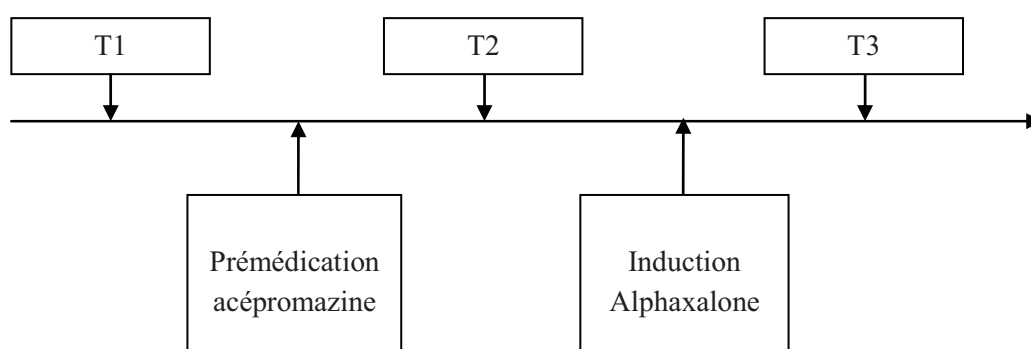 T1
T2
T3
Prémédication
acépromazine
Induction
Alphaxalone